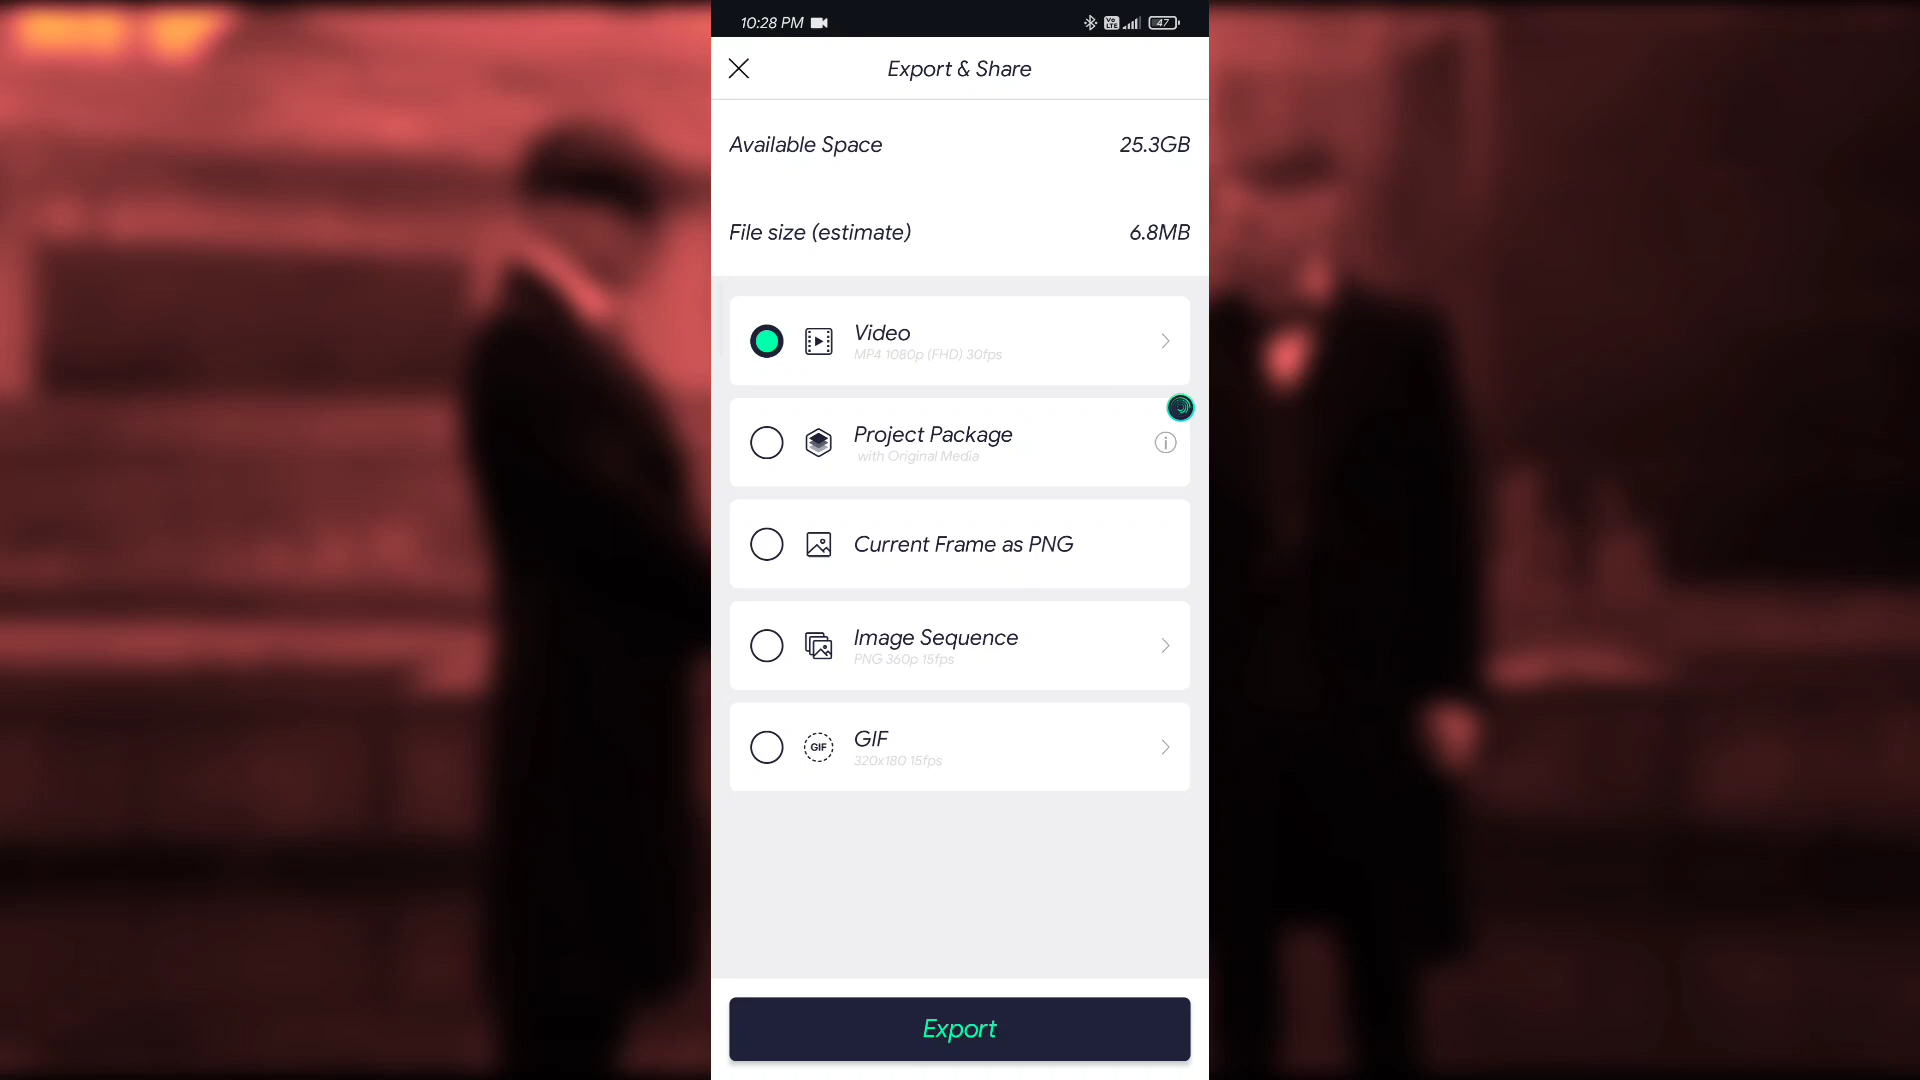 10:28 PM
Vo LTE
47
Export & Share
Available Space 25.3GB
File size (estimate) 6.8MB
Video
MP4 1080p (FHD) 30fps
Project Package
with Original Media
Current Frame as PNG
Image Sequence
PNG 360p 15fps
GIF
GIF
320x180 15fps
Export